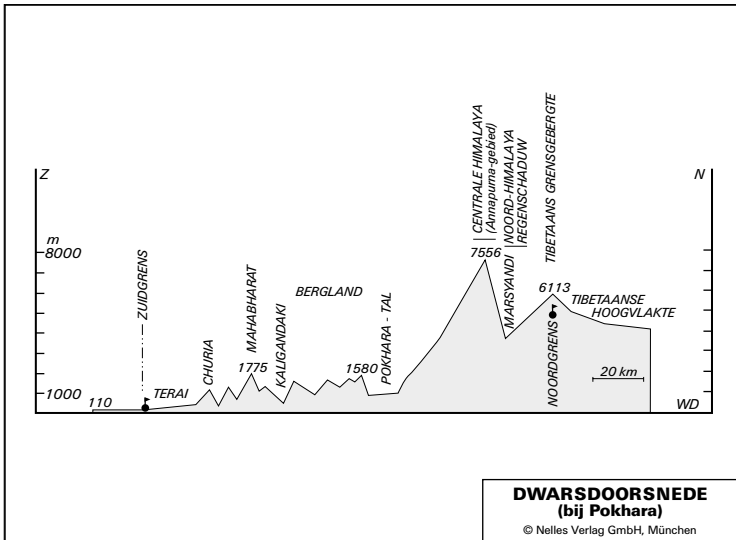 Z
N
m
8000
1000
110
ZUIDGRENS
TERAI
CHURIA
MAHABHARAT
1775
KALIGANDAKI
BERGLAND
1580
POKHARA - TAL
CENTRALE HIMALAYA
(Annapurna-gebied)
7556
MARSYANDI
NOORD-HIMALAYA
REGENSCHADUW
TIBETAANS GRENSGEBERGTE
6113
NOORDGRENS
TIBETAANSE
HOOGVLAKTE
20 km
WD
DWARSDOORSNEDE
(bij Pokhara)
© Nelles Verlag GmbH, München